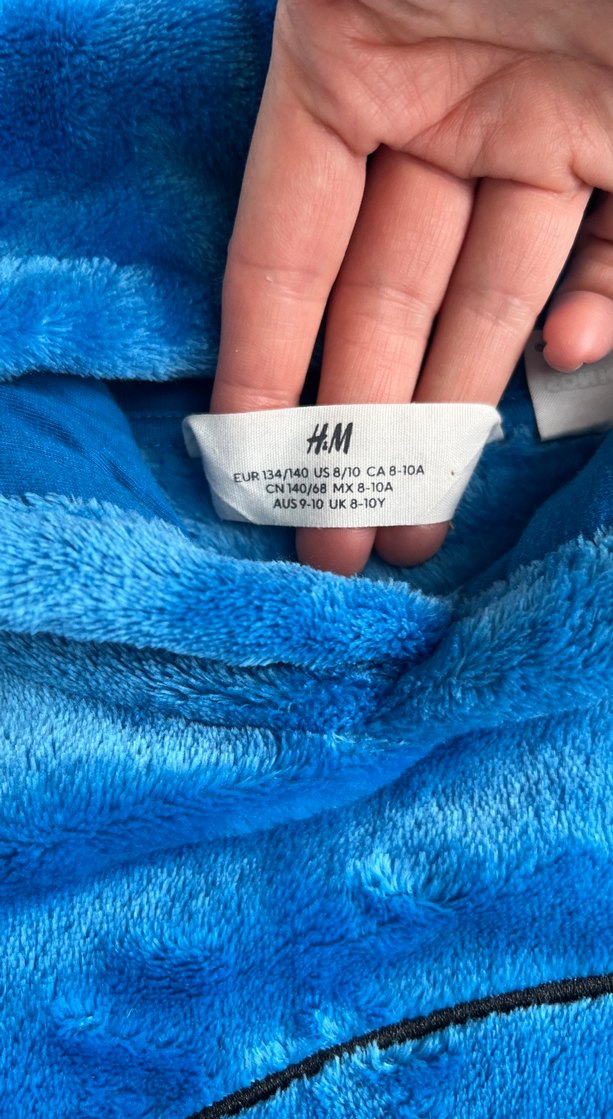 H&M
EUR 134/140 US 8/10 CA 8-10A
CN 140/68 MX 8-10A
AUS 9-10 UK 8-10Y